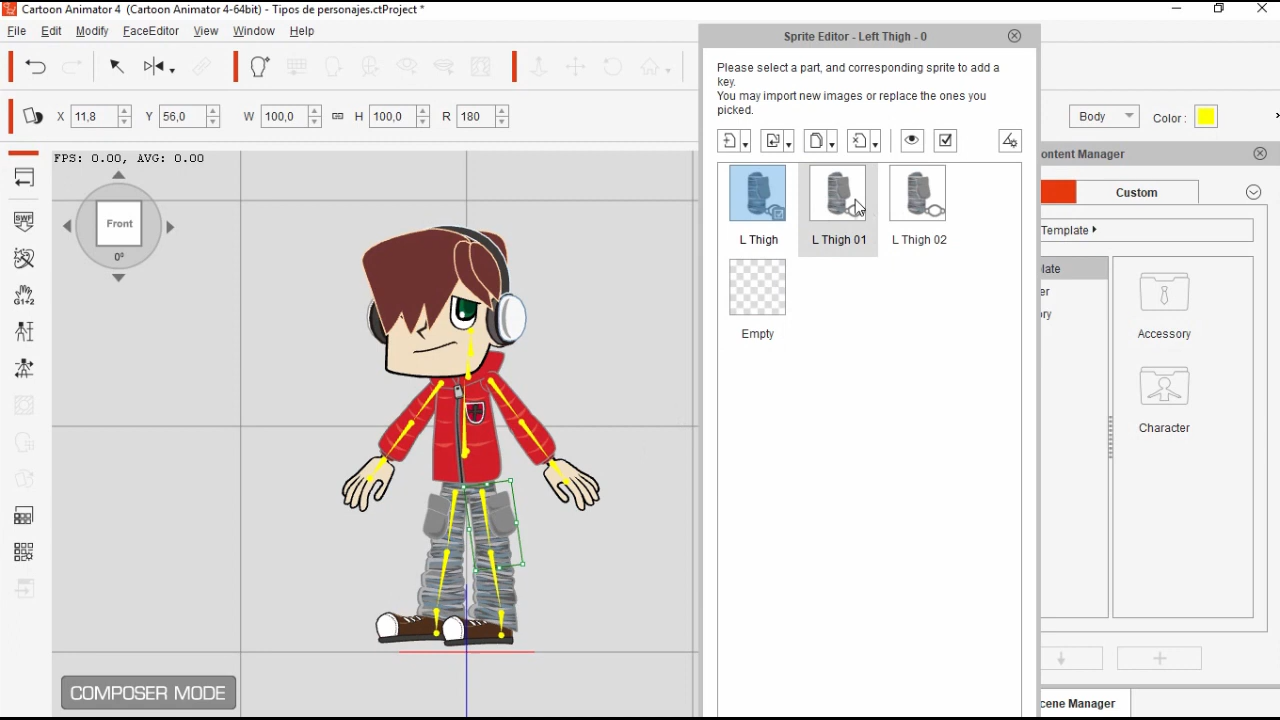 Cartoon Animator 4 (Cartoon Animator 4-64bit) - Tipos de personajes.ctProject *
File Edit Modify FaceEditor View Window Help
Sprite Editor - Left Thigh - 0
Please select a part, and corresponding sprite to add a
key.
You may import new images or replace the ones you
picked.
X 11,8 Y 56,0 W 100,0 H 100,0 R 180
Body Color :
FPS: 0.00, AVG: 0.00
ontent Manager
Custom
Front
0°
SWF
G1+2
Template
L Thigh L Thigh 01 L Thigh 02
late
er
ory
Empty
Accessory
Character
COMPOSER MODE
cene Manager